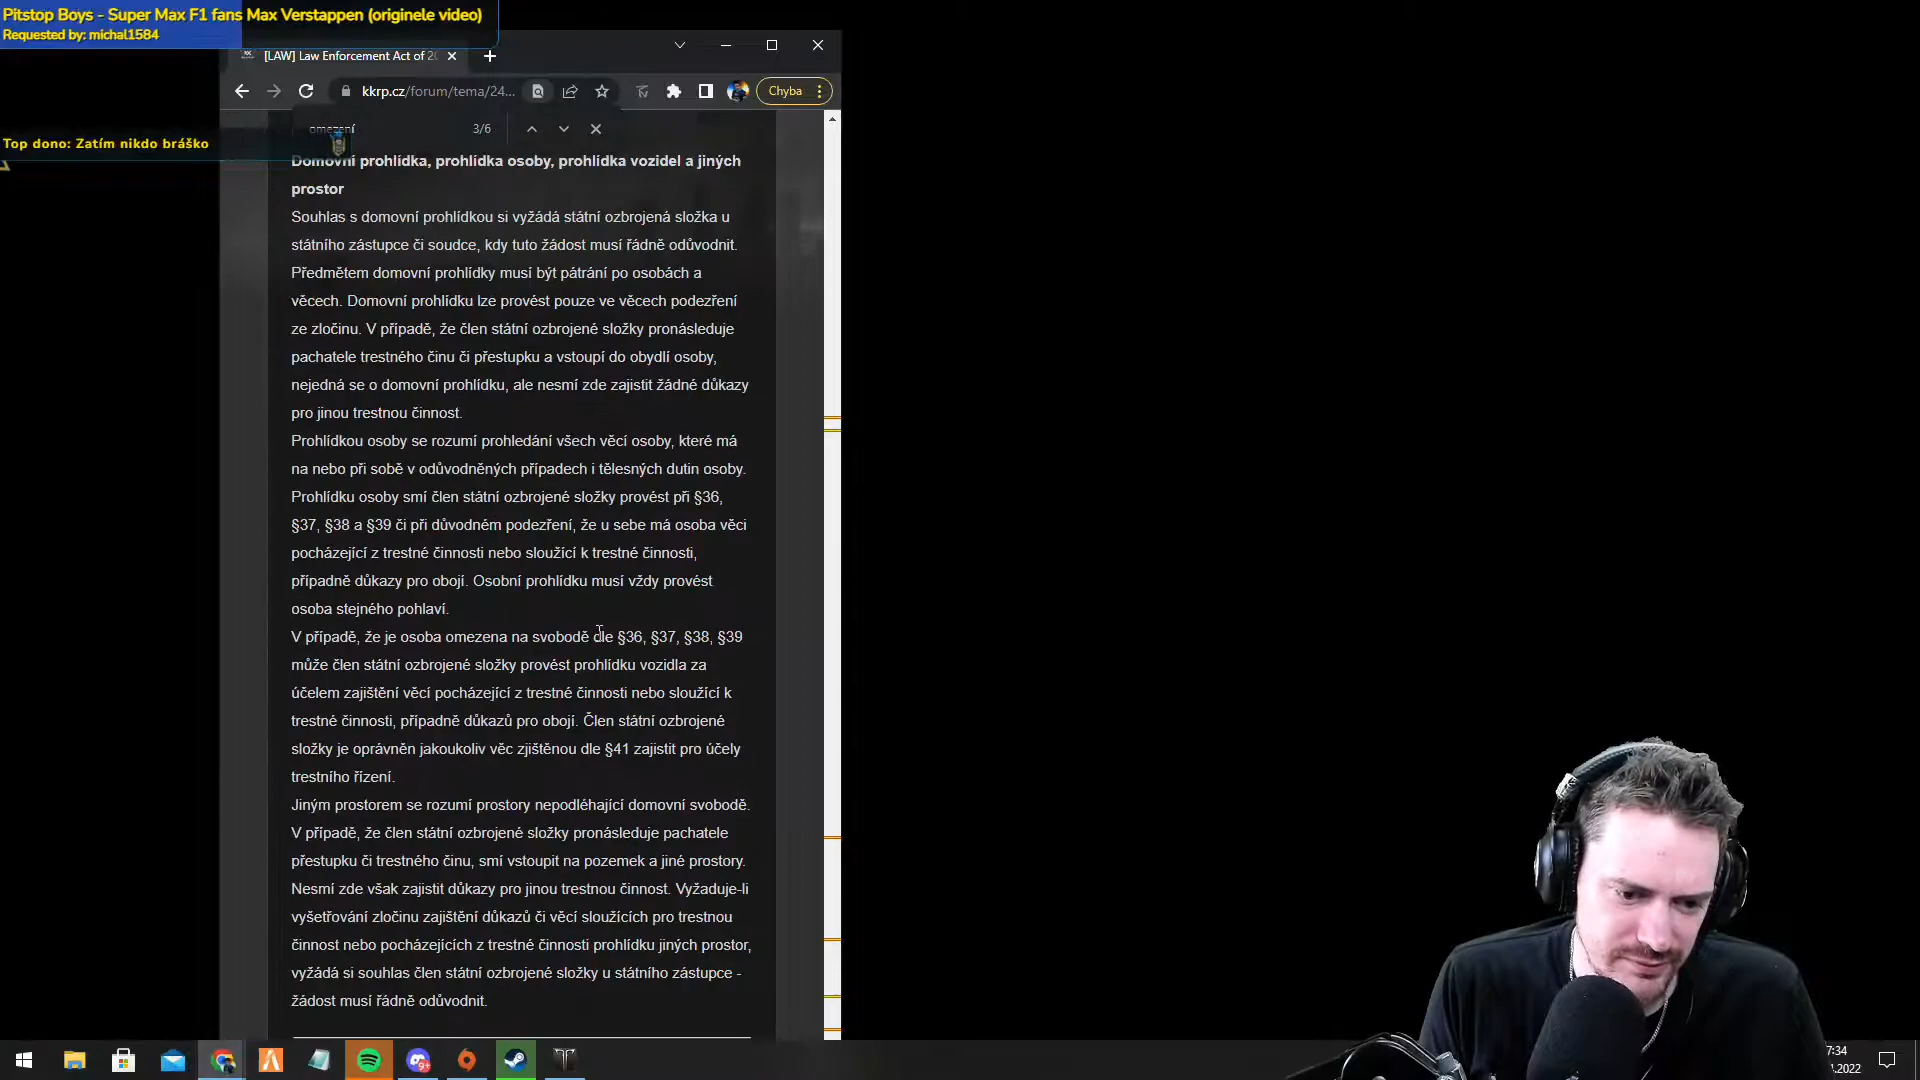 Pitstop Boys - Super Max F1 fans Max Verstappen (originele video)
Requested by: michal1584
[LAW] Law Enforcement Act of 20
kkrp.cz/forum/tema/24...
Chyba
omezení
3/6
Top dono: Zatím nikdo bráško
Domovní prohlídka, prohlídka osoby, prohlídka vozidel a jiných
prostor
Souhlas s domovní prohlídkou si vyžádá státní ozbrojená složka u
státního zástupce či soudce, kdy tuto žádost musí řádně odůvodnit.
Předmětem domovní prohlídky musí být pátrání po osobách a
věcech. Domovní prohlídku lze provést pouze ve věcech podezření
ze zločinu. V případě, že člen státní ozbrojené složky pronásleduje
pachatele trestného činu či přestupku a vstoupí do obydlí osoby,
nejedná se o domovní prohlídku, ale nesmí zde zajistit žádné důkazy
pro jinou trestnou činnost.
Prohlídkou osoby se rozumí prohledání všech věcí osoby, které má
na nebo při sobě v odůvodněných případech i tělesných dutin osoby.
Prohlídku osoby smí člen státní ozbrojené složky provést při §36,
§37, §38 a §39 či při důvodném podezření, že u sebe má osoba věci
pocházející z trestné činnosti nebo sloužící k trestné činnosti,
případně důkazy pro obojí. Osobní prohlídku musí vždy provést
osoba stejného pohlaví.
V případě, že je osoba omezena na svobodě dle §36, §37, §38, §39
může člen státní ozbrojené složky provést prohlídku vozidla za
účelem zajištění věcí pocházející z trestné činnosti nebo sloužící k
trestné činnosti, případně důkazů pro obojí. Člen státní ozbrojené
složky je oprávněn jakoukoliv věc zjištěnou dle §41 zajistit pro účely
trestního řízení.
Jiným prostorem se rozumí prostory nepodléhající domovní svobodě.
V případě, že člen státní ozbrojené složky pronásleduje pachatele
přestupku či trestného činu, smí vstoupit na pozemek a jiné prostory.
Nesmí zde však zajistit důkazy pro jinou trestnou činnost. Vyžaduje-li
vyšetřování zločinu zajištění důkazů či věcí sloužících pro trestnou
činnost nebo pocházejících z trestné činnosti prohlídku jiných prostor,
vyžádá si souhlas člen státní ozbrojené složky u státního zástupce -
žádost musí řádně odůvodnit.
9+
7:34
.2022